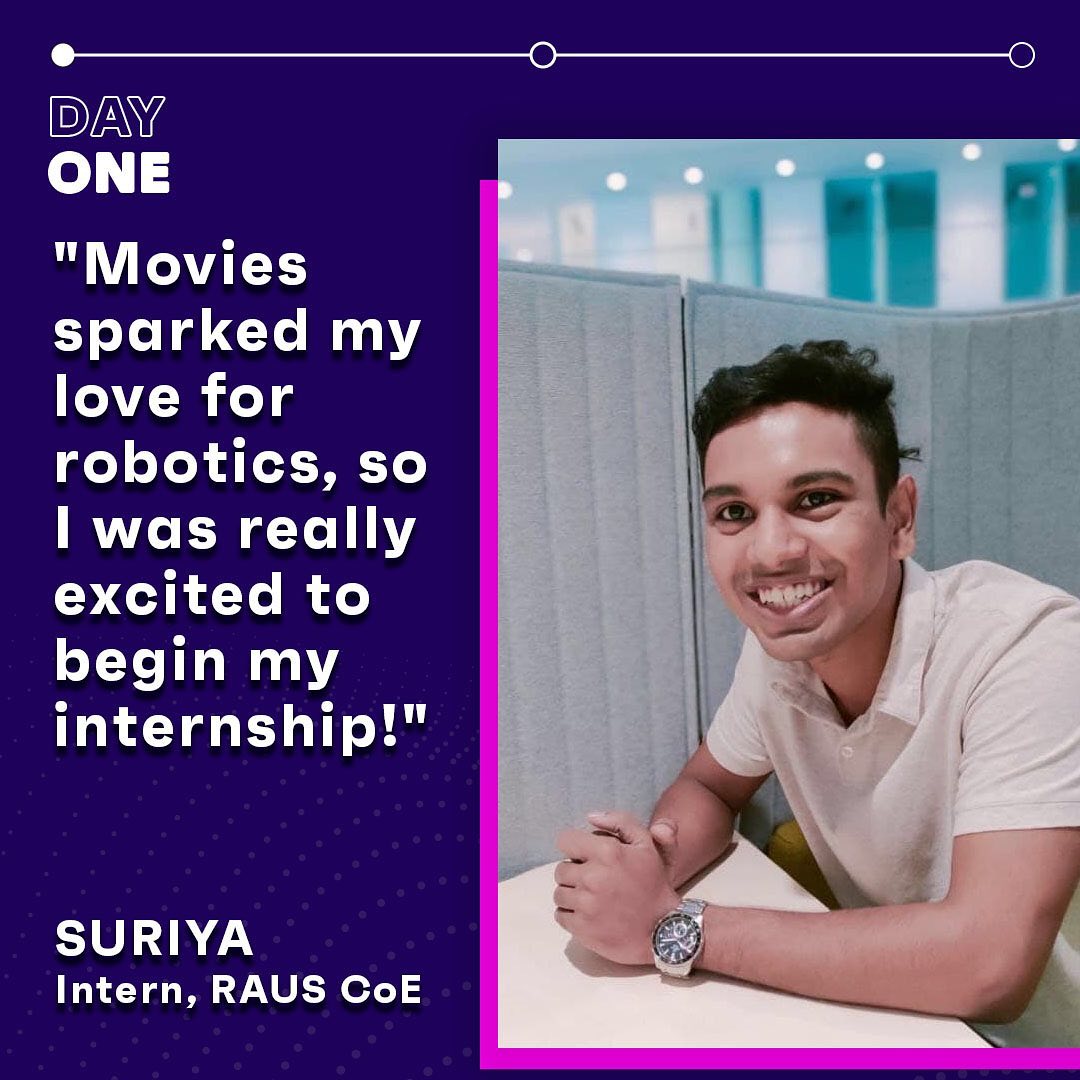 DAY
ONE
"Movies
sparked my
love for
robotics, so
I was really
excited to
begin my
internship!"
SURIYA
Intern, RAUS CoE